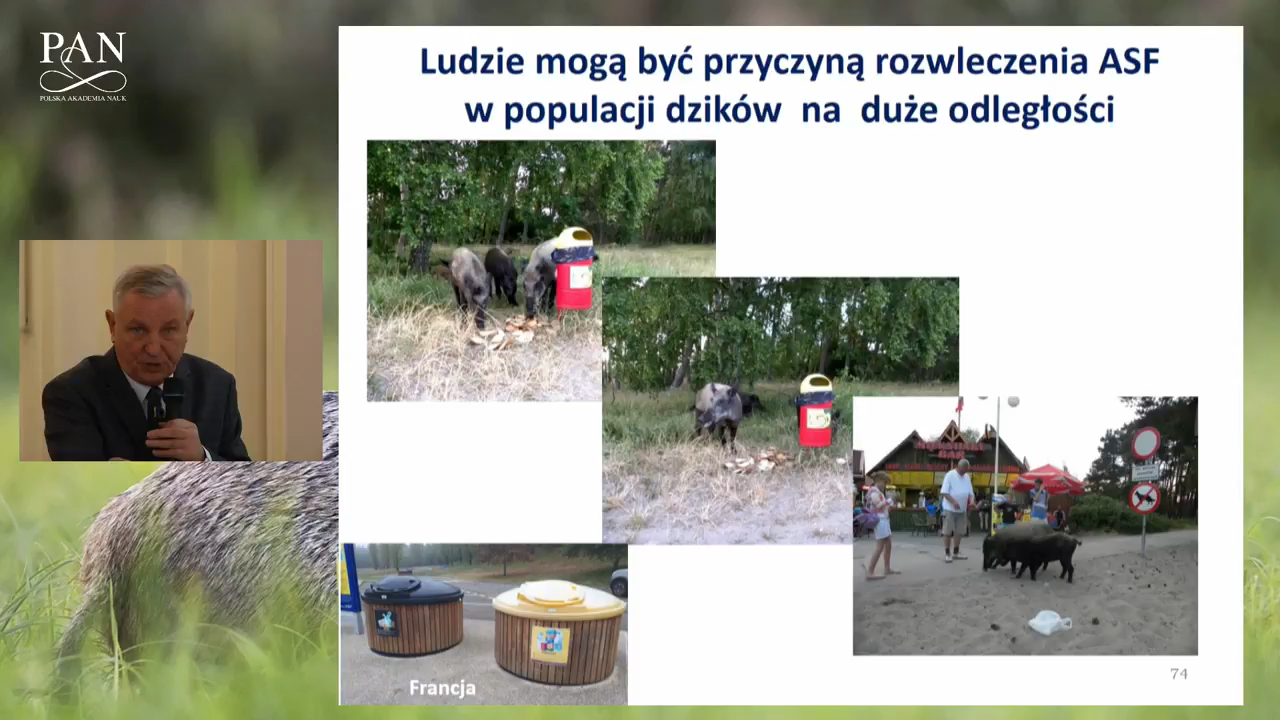 PAN
POLSKA AKADEMIA NAUK
Ludzie mogą być przyczyną rozwleczenia ASF
w populacji dzików na duże odległości
Francja
74